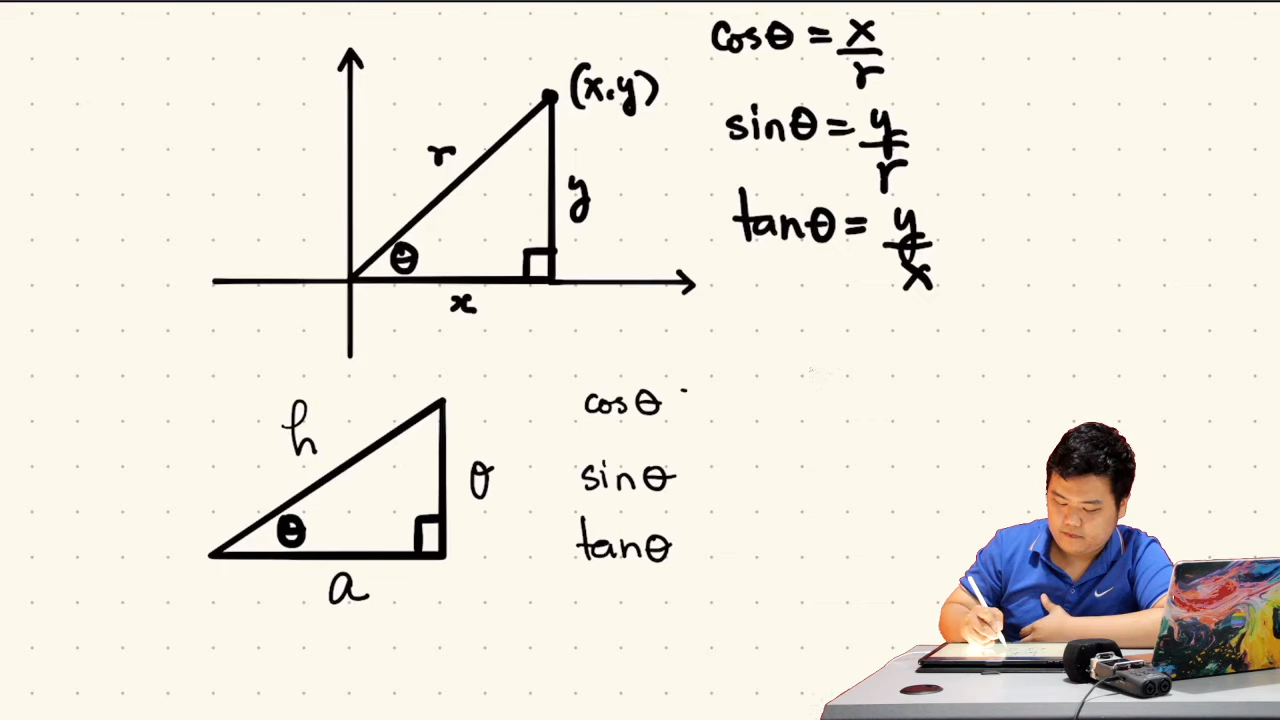 (x,y)
r
y
θ
x
cosθ = x/r
sinθ = y/r
tanθ = y/x
h
o
θ
a
cosθ
sinθ
tanθ